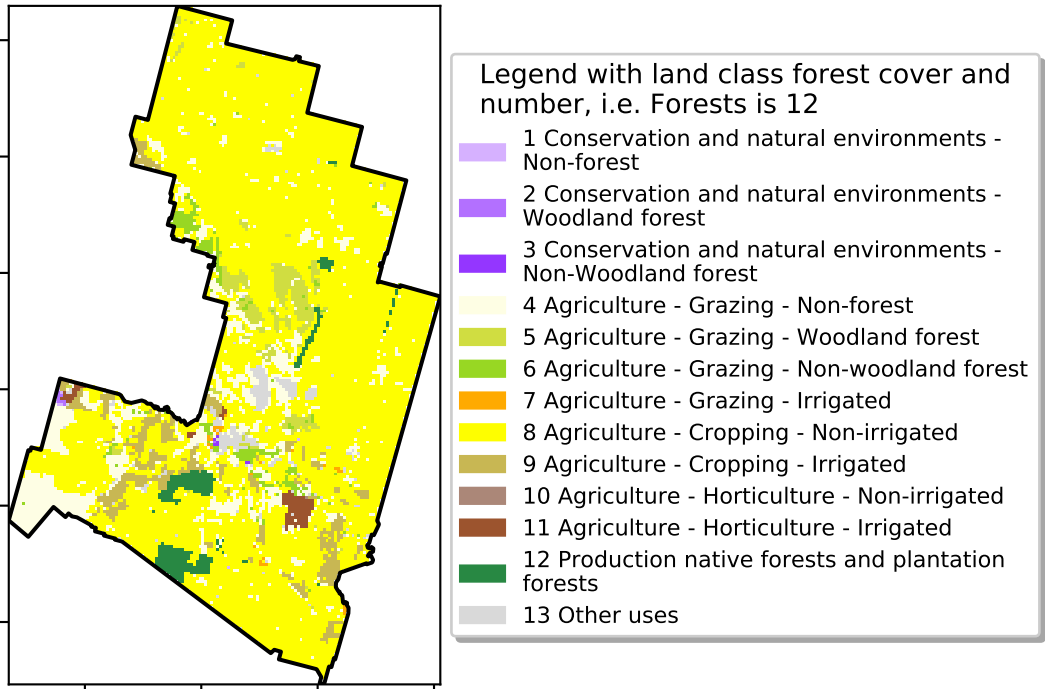 Legend with land class forest cover and
number, i.e. Forests is 12
1 Conservation and natural environments -
Non-forest
2 Conservation and natural environments -
Woodland forest
3 Conservation and natural environments -
Non-Woodland forest
4 Agriculture - Grazing - Non-forest
5 Agriculture - Grazing - Woodland forest
6 Agriculture - Grazing - Non-woodland forest
7 Agriculture - Grazing - Irrigated
8 Agriculture - Cropping - Non-irrigated
9 Agriculture - Cropping - Irrigated
10 Agriculture - Horticulture - Non-irrigated
11 Agriculture - Horticulture - Irrigated
12 Production native forests and plantation
forests
13 Other uses